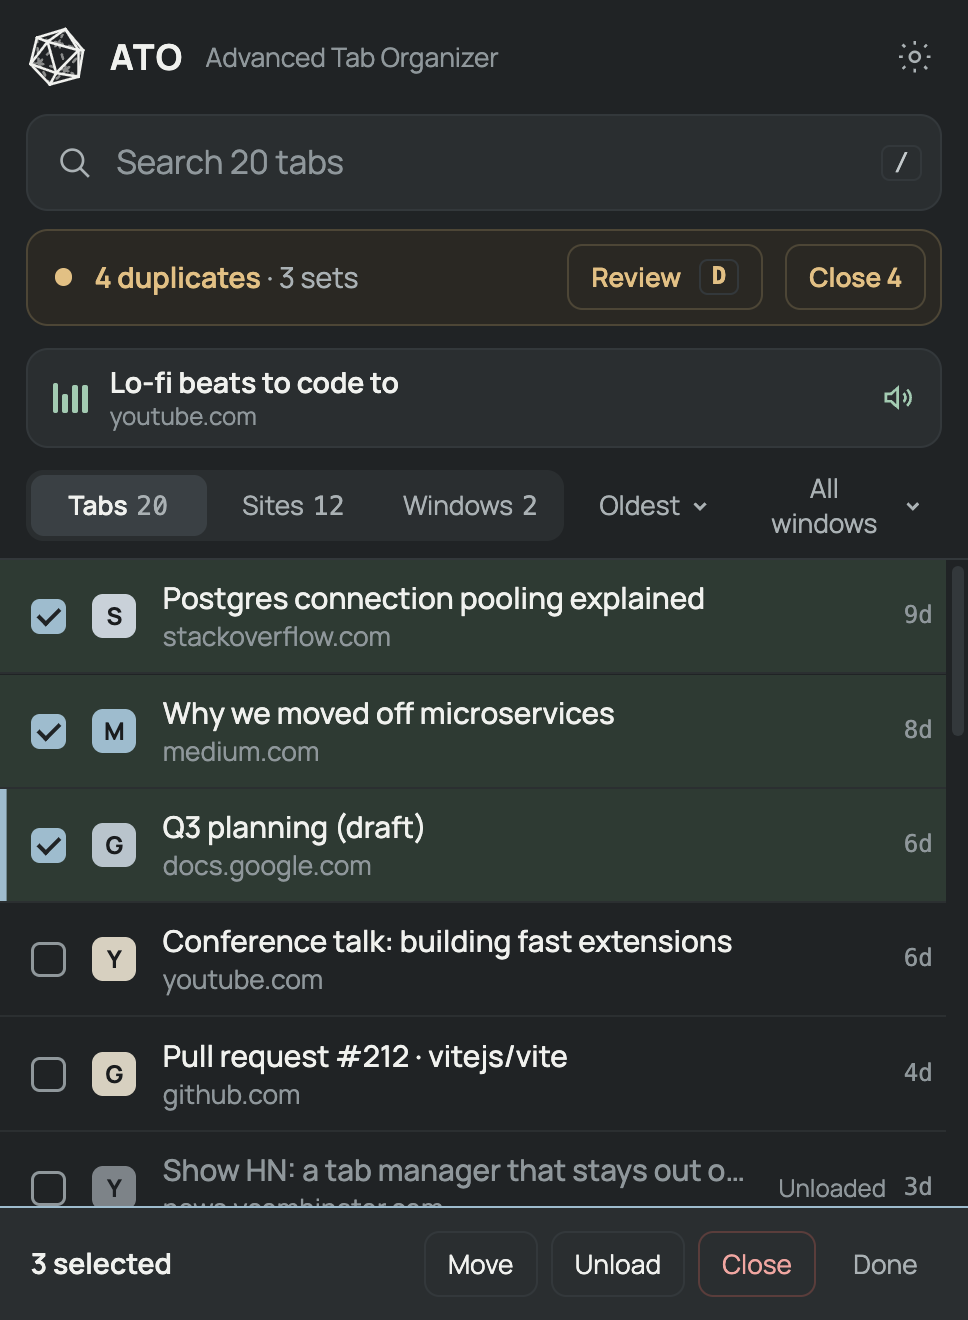 ATO Advanced Tab Organizer
Search 20 tabs /
4 duplicates · 3 sets Review D Close 4
Lo-fi beats to code to
youtube.com
Tabs 20 Sites 12 Windows 2 Oldest All windows
S Postgres connection pooling explained 9d
stackoverflow.com
M Why we moved off microservices 8d
medium.com
G Q3 planning (draft) 6d
docs.google.com
Y Conference talk: building fast extensions 6d
youtube.com
G Pull request #212 · vitejs/vite 4d
github.com
Y Show HN: a tab manager that stays out o... Unloaded 3d
3 selected Move Unload Close Done